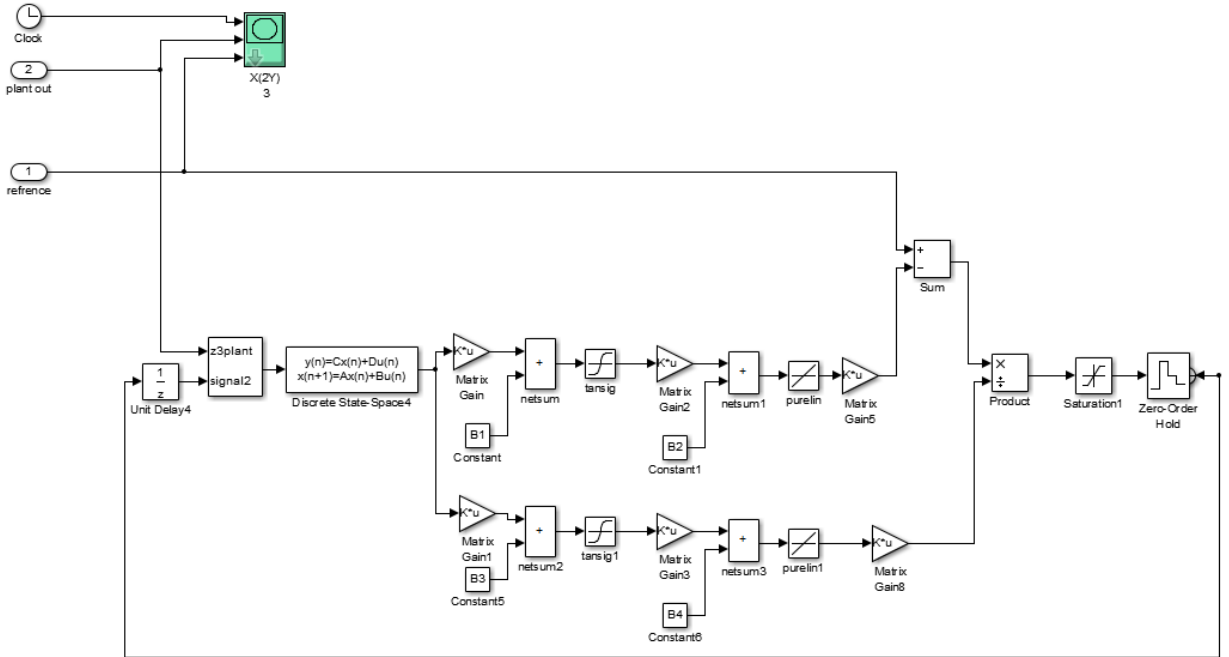 Clock
2
plant out
X(2Y)
3
1
refrence
+
−
Sum
z3plant
signal2
1
z
Unit Delay4
y(n)=Cx(n)+Du(n)
x(n+1)=Ax(n)+Bu(n)
Discrete State-Space4
K*u
Matrix
Gain
+
netsum
tansig
K*u
Matrix
Gain2
+
netsum1
purelin
K*u
Matrix
Gain5
×
÷
Product
Saturation1
Zero-Order
Hold
B1
Constant
B2
Constant1
K*u
Matrix
Gain1
+
netsum2
tansig1
K*u
Matrix
Gain3
+
netsum3
purelin1
K*u
Matrix
Gain8
B3
Constant5
B4
Constant6